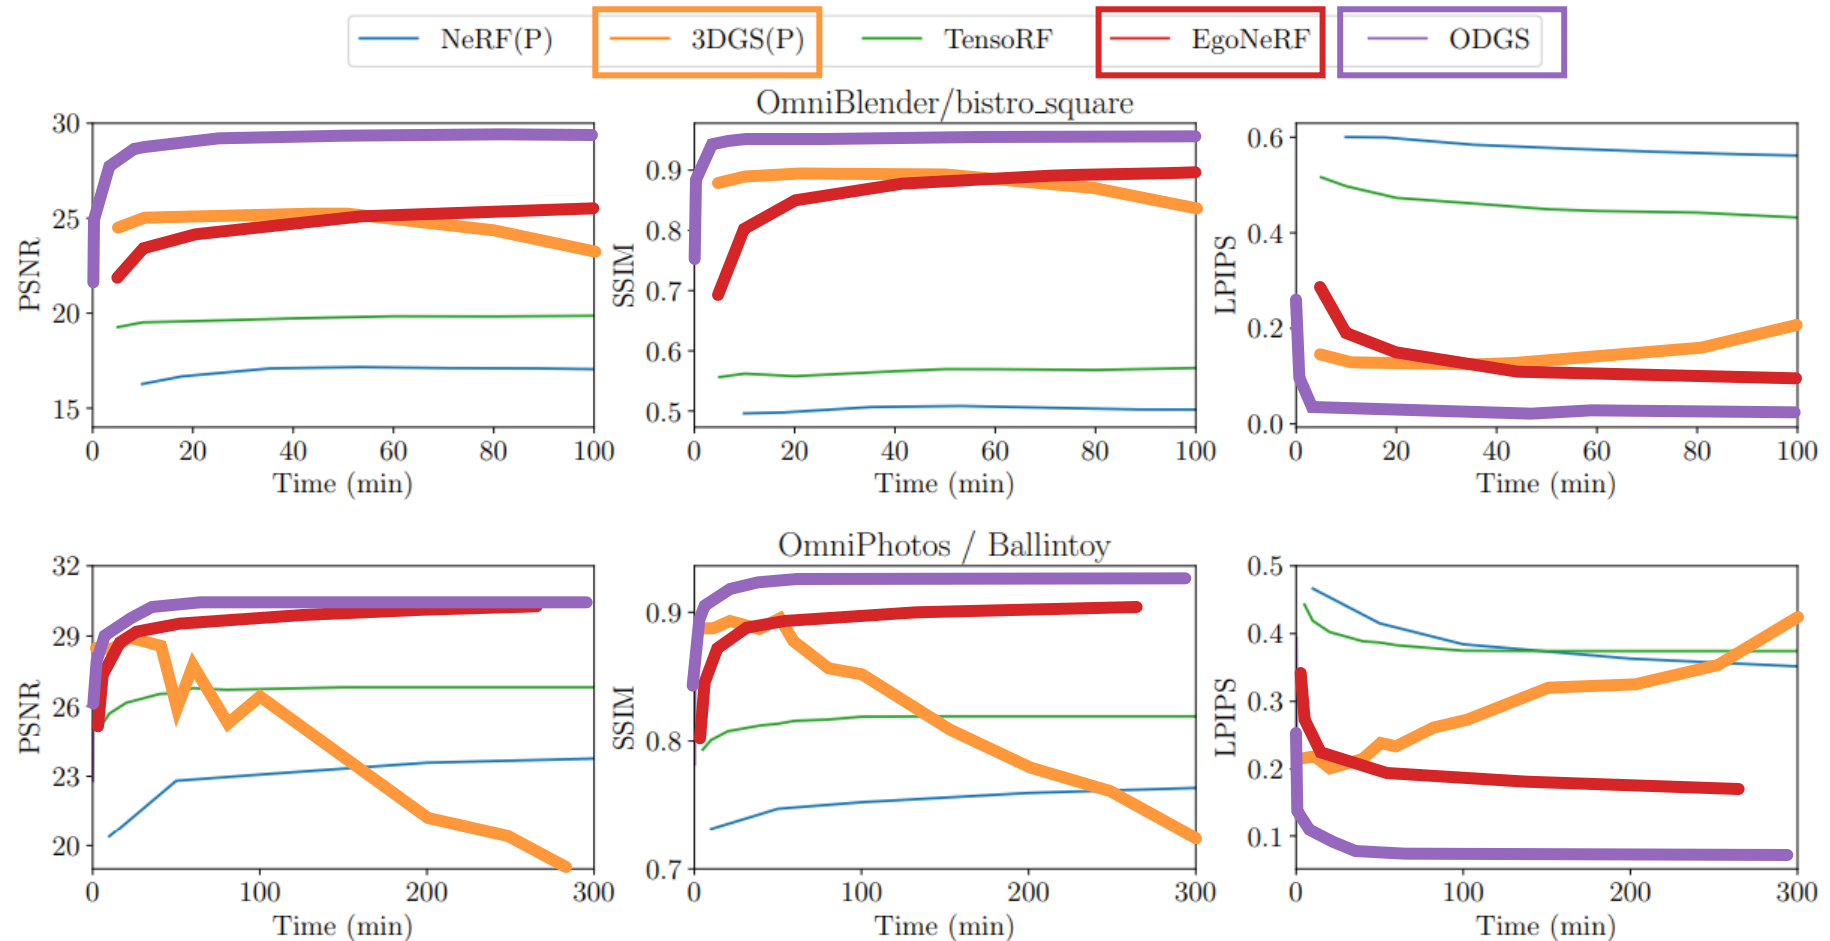 NeRF(P) 3DGS(P) TensoRF EgoNeRF ODGS
OmniBlender/bistro_square
PSNR
30
25
20
15
0 20 40 60 80 100
Time (min)
SSIM
0.9
0.8
0.7
0.6
0.5
0 20 40 60 80 100
Time (min)
LPIPS
0.6
0.4
0.2
0.0
0 20 40 60 80 100
Time (min)
OmniPhotos / Ballintoy
PSNR
32
29
26
23
20
0 100 200 300
Time (min)
SSIM
0.9
0.8
0.7
0 100 200 300
Time (min)
LPIPS
0.5
0.4
0.3
0.2
0.1
0 100 200 300
Time (min)